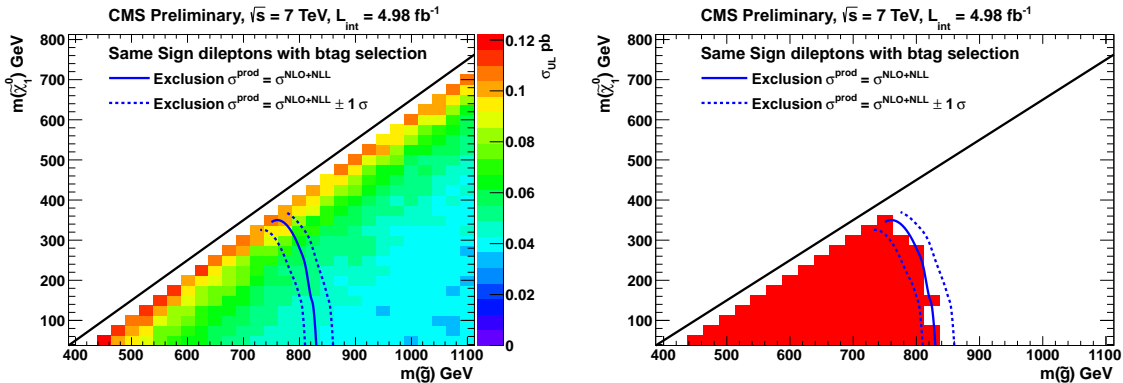 CMS Preliminary, √s = 7 TeV, L_int = 4.98 fb⁻¹
Same Sign dileptons with btag selection
Exclusion σ^prod = σ^NLO+NLL
Exclusion σ^prod = σ^NLO+NLL ± 1 σ
m(χ̃₁⁰) GeV
800
700
600
500
400
300
200
100
400 500 600 700 800 900 1000 1100
m(g̃) GeV
σ_UL pb
0.12
0.1
0.08
0.06
0.04
0.02
0
CMS Preliminary, √s = 7 TeV, L_int = 4.98 fb⁻¹
Same Sign dileptons with btag selection
Exclusion σ^prod = σ^NLO+NLL
Exclusion σ^prod = σ^NLO+NLL ± 1 σ
m(χ̃₁⁰) GeV
800
700
600
500
400
300
200
100
400 500 600 700 800 900 1000 1100
m(g̃) GeV